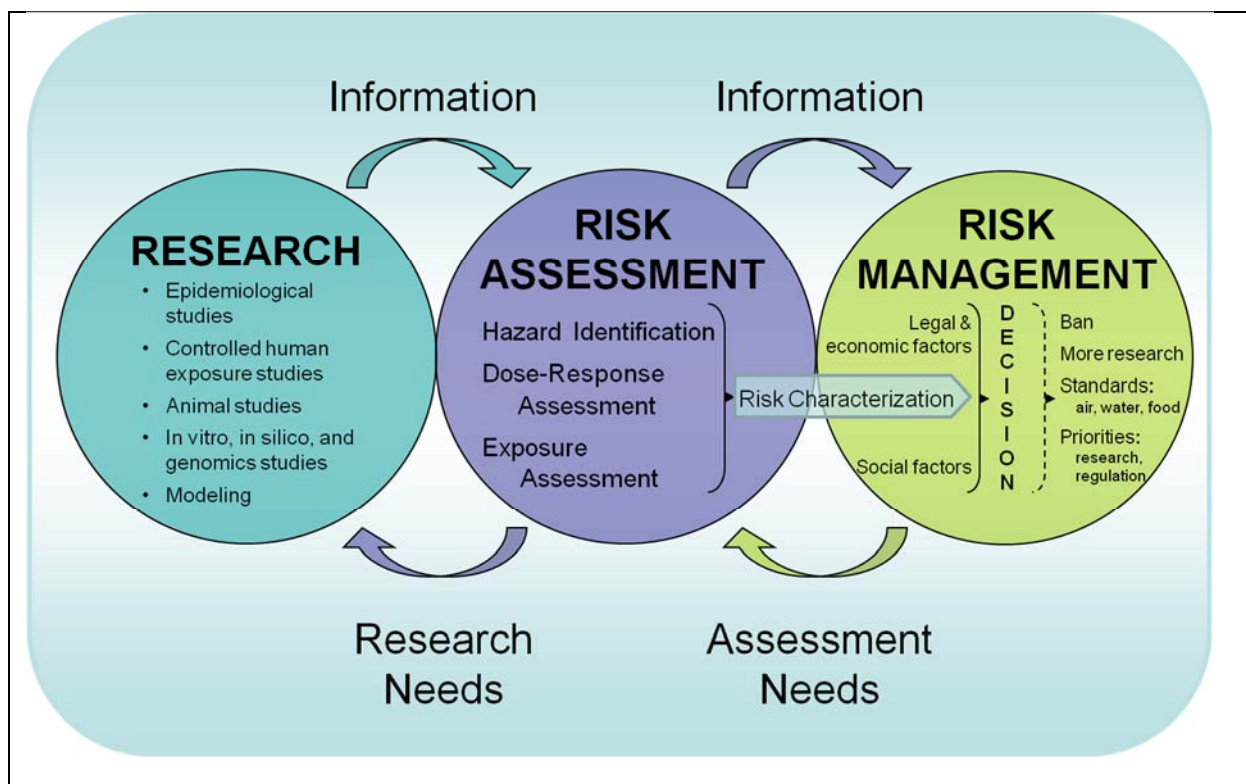 Information
Information
RESEARCH
• Epidemiological
studies
• Controlled human
exposure studies
• Animal studies
• In vitro, in silico, and
genomics studies
• Modeling
RISK
ASSESSMENT
Hazard Identification
Dose-Response
Assessment
Exposure
Assessment
Risk Characterization
RISK
MANAGEMENT
Legal &
economic factors
Social factors
D
E
C
I
S
I
O
N
Ban
More research
Standards:
air, water, food
Priorities:
research,
regulation
Research
Needs
Assessment
Needs